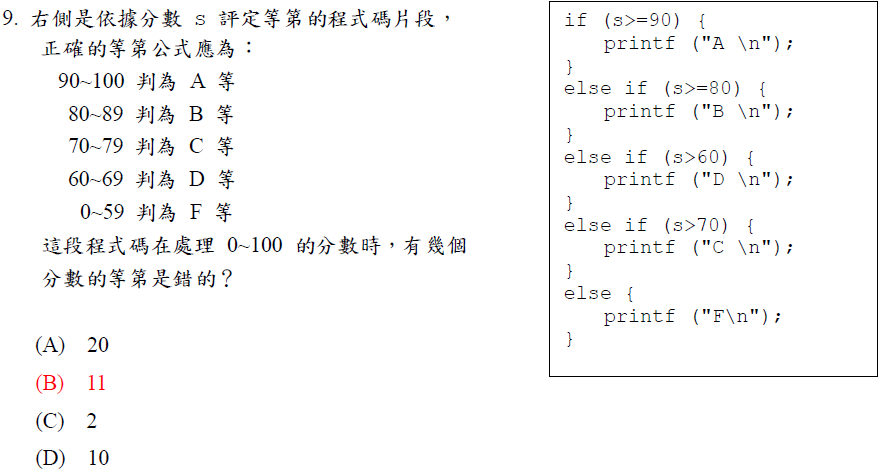 9. 右側是依據分數 s 評定等第的程式碼片段，
正確的等第公式應為：
90~100 判為 A 等
80~89 判為 B 等
70~79 判為 C 等
60~69 判為 D 等
0~59 判為 F 等
這段程式碼在處理 0~100 的分數時，有幾個
分數的等第是錯的？
(A) 20
(B) 11
(C) 2
(D) 10
if (s>=90) {
printf ("A \n");
}
else if (s>=80) {
printf ("B \n");
}
else if (s>60) {
printf ("D \n");
}
else if (s>70) {
printf ("C \n");
}
else {
printf ("F\n");
}